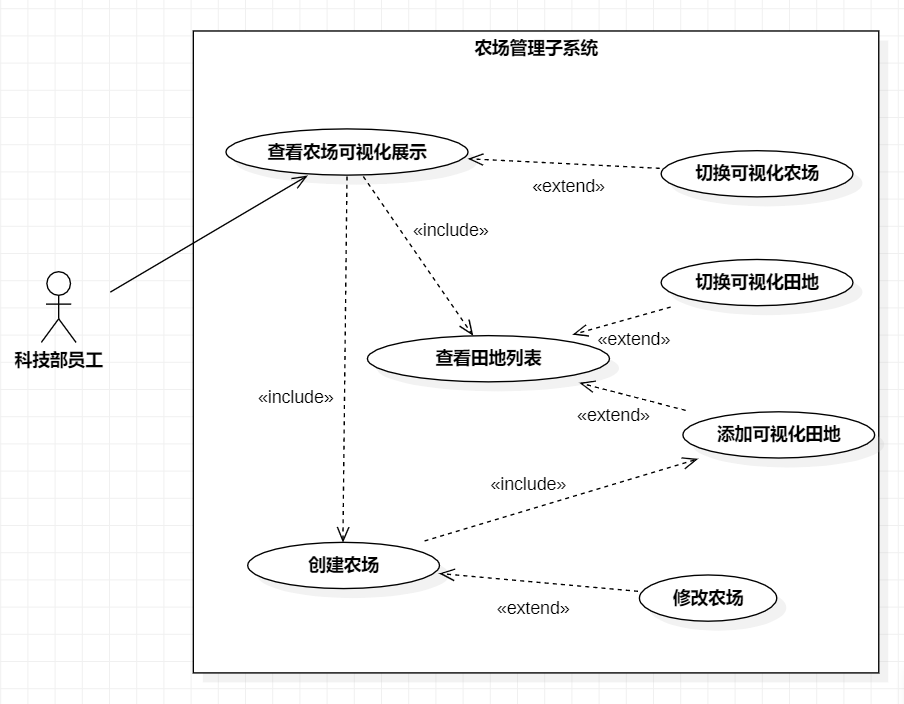 农场管理子系统
查看农场可视化展示
切换可视化农场
«extend»
«include»
切换可视化田地
«extend»
科技部员工
查看田地列表
«include»
«extend»
添加可视化田地
«include»
创建农场
修改农场
«extend»